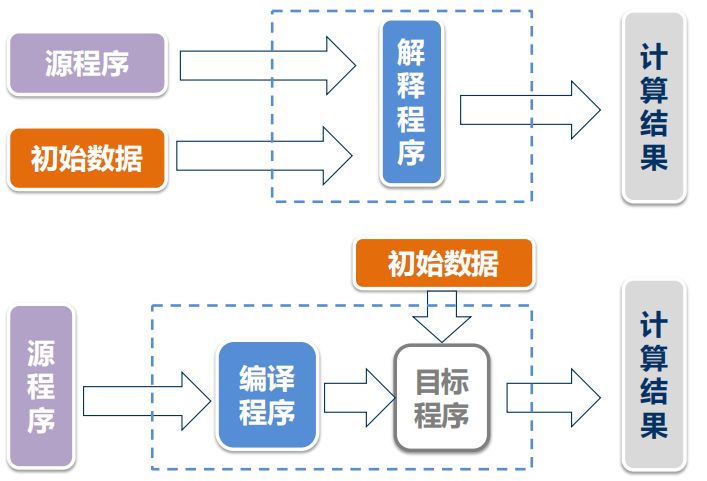 源程序
初始数据
解释程序
计算结果
初始数据
源程序
编译
程序
目标
程序
计算结果